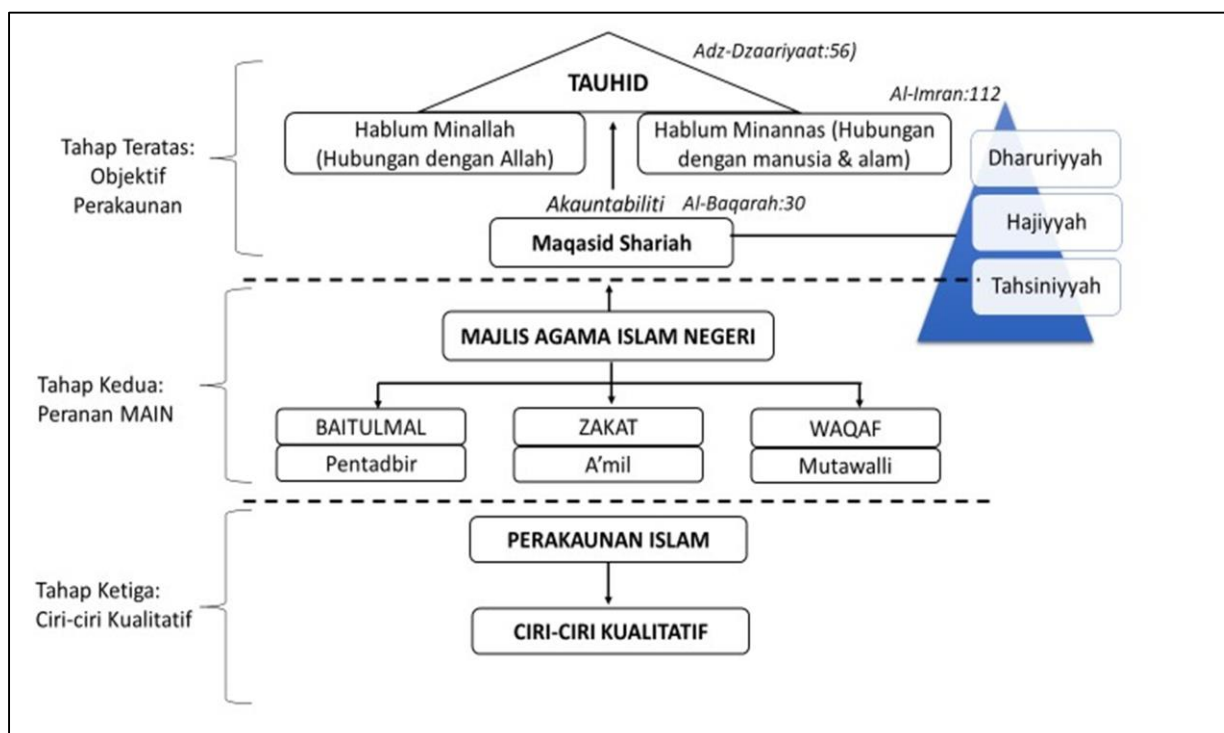 Adz-Dzaariyaat:56)
TAUHID
Al-Imran:112
Tahap Teratas:
Objektif
Perakaunan
Hablum Minallah
(Hubungan dengan Allah)
Hablum Minannas (Hubungan
dengan manusia & alam)
Dharuriyyah
Akauntabiliti
Al-Baqarah:30
Maqasid Shariah
Hajiyyah
Tahsiniyyah
Tahap Kedua:
Peranan MAIN
MAJLIS AGAMA ISLAM NEGERI
BAITULMAL
Pentadbir
ZAKAT
A'mil
WAQAF
Mutawalli
Tahap Ketiga:
Ciri-ciri Kualitatif
PERAKAUNAN ISLAM
CIRI-CIRI KUALITATIF